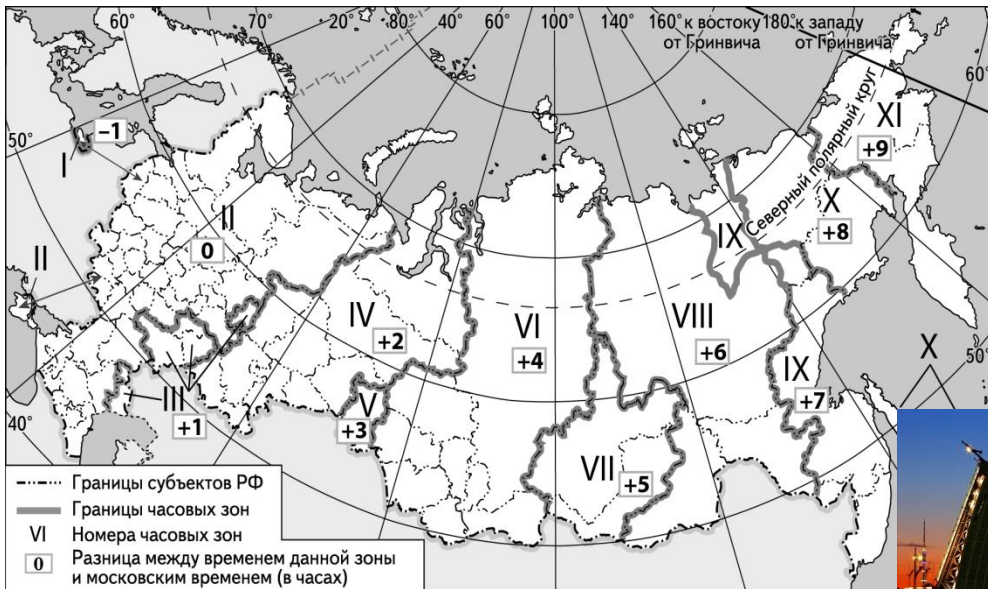 60°
70°
20°
80°
60°
100°
140°
160° к востоку
от Гринвича
180° к западу
от Гринвича
60°
50°
40°
50°
I
–1
II
II
0
III
+1
IV
+2
V
+3
VI
+4
VII
+5
VIII
+6
IX
IX
+7
X
+8
XI
+9
X
Северный полярный круг
Границы субъектов РФ
Границы часовых зон
VI Номера часовых зон
0 Разница между временем данной зоны
и московским временем (в часах)